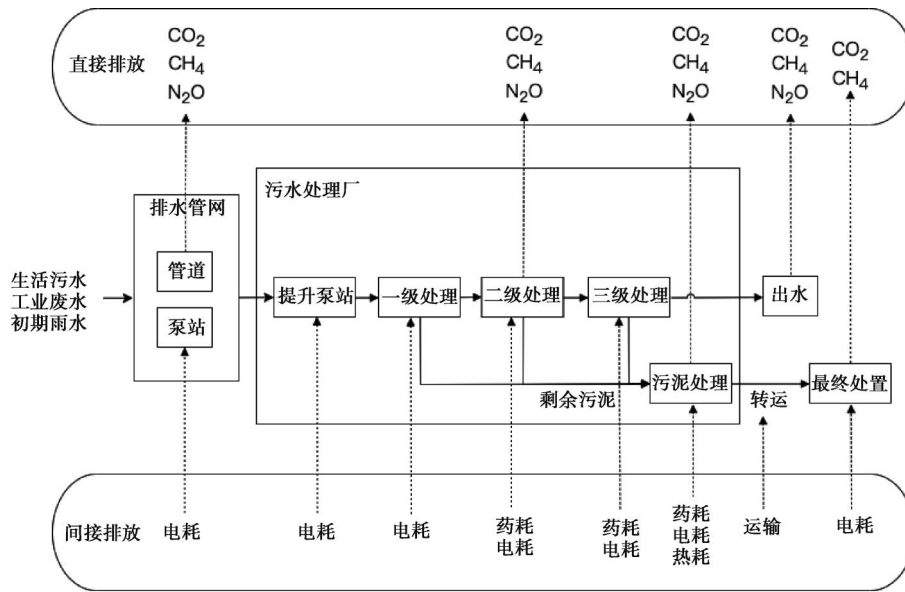 直接排放
CO₂
CH₄
N₂O
CO₂
CH₄
N₂O
CO₂
CH₄
N₂O
CO₂
CH₄
N₂O
CO₂
CH₄
污水处理厂
排水管网
管道
泵站
生活污水
工业废水
初期雨水
提升泵站
一级处理
二级处理
三级处理
出水
剩余污泥
污泥处理
转运
最终处置
间接排放
电耗
电耗
电耗
药耗
电耗
药耗
电耗
药耗
电耗
热耗
运输
电耗